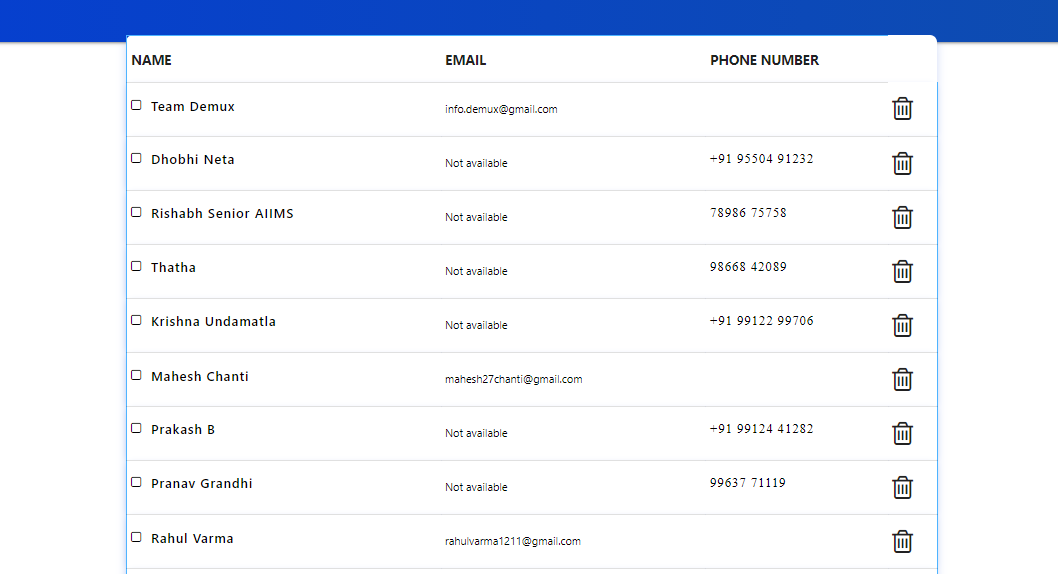 NAME EMAIL PHONE NUMBER
Team Demux info.demux@gmail.com
Dhobhi Neta Not available +91 95504 91232
Rishabh Senior AIIMS Not available 78986 75758
Thatha Not available 98668 42089
Krishna Undamatla Not available +91 99122 99706
Mahesh Chanti mahesh27chanti@gmail.com
Prakash B Not available +91 99124 41282
Pranav Grandhi Not available 99637 71119
Rahul Varma rahulvarma1211@gmail.com